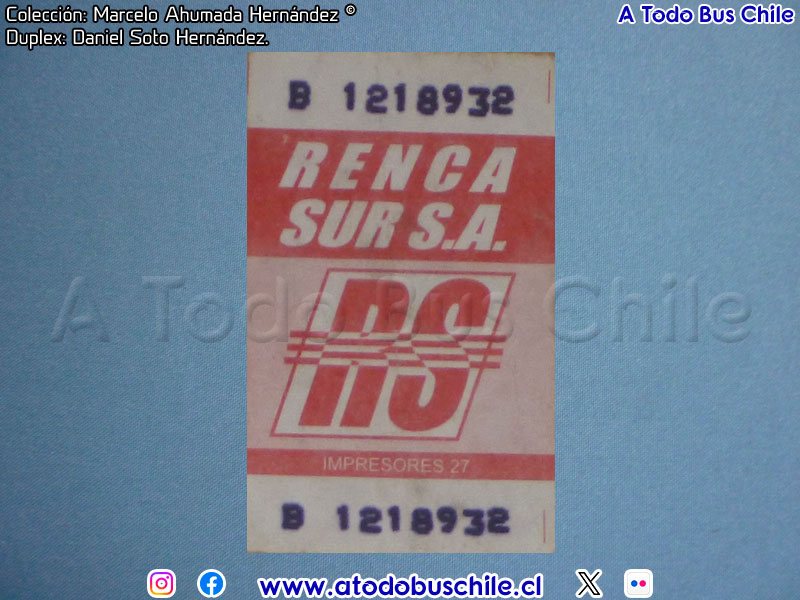 Colección: Marcelo Ahumada Hernández ©
Duplex: Daniel Soto Hernández.
A Todo Bus Chile
B 1218932
RENCA
SUR S.A.
A Todo Bus Chile
RS
IMPRESORES 27
B 1218932
www.atodobuschile.cl